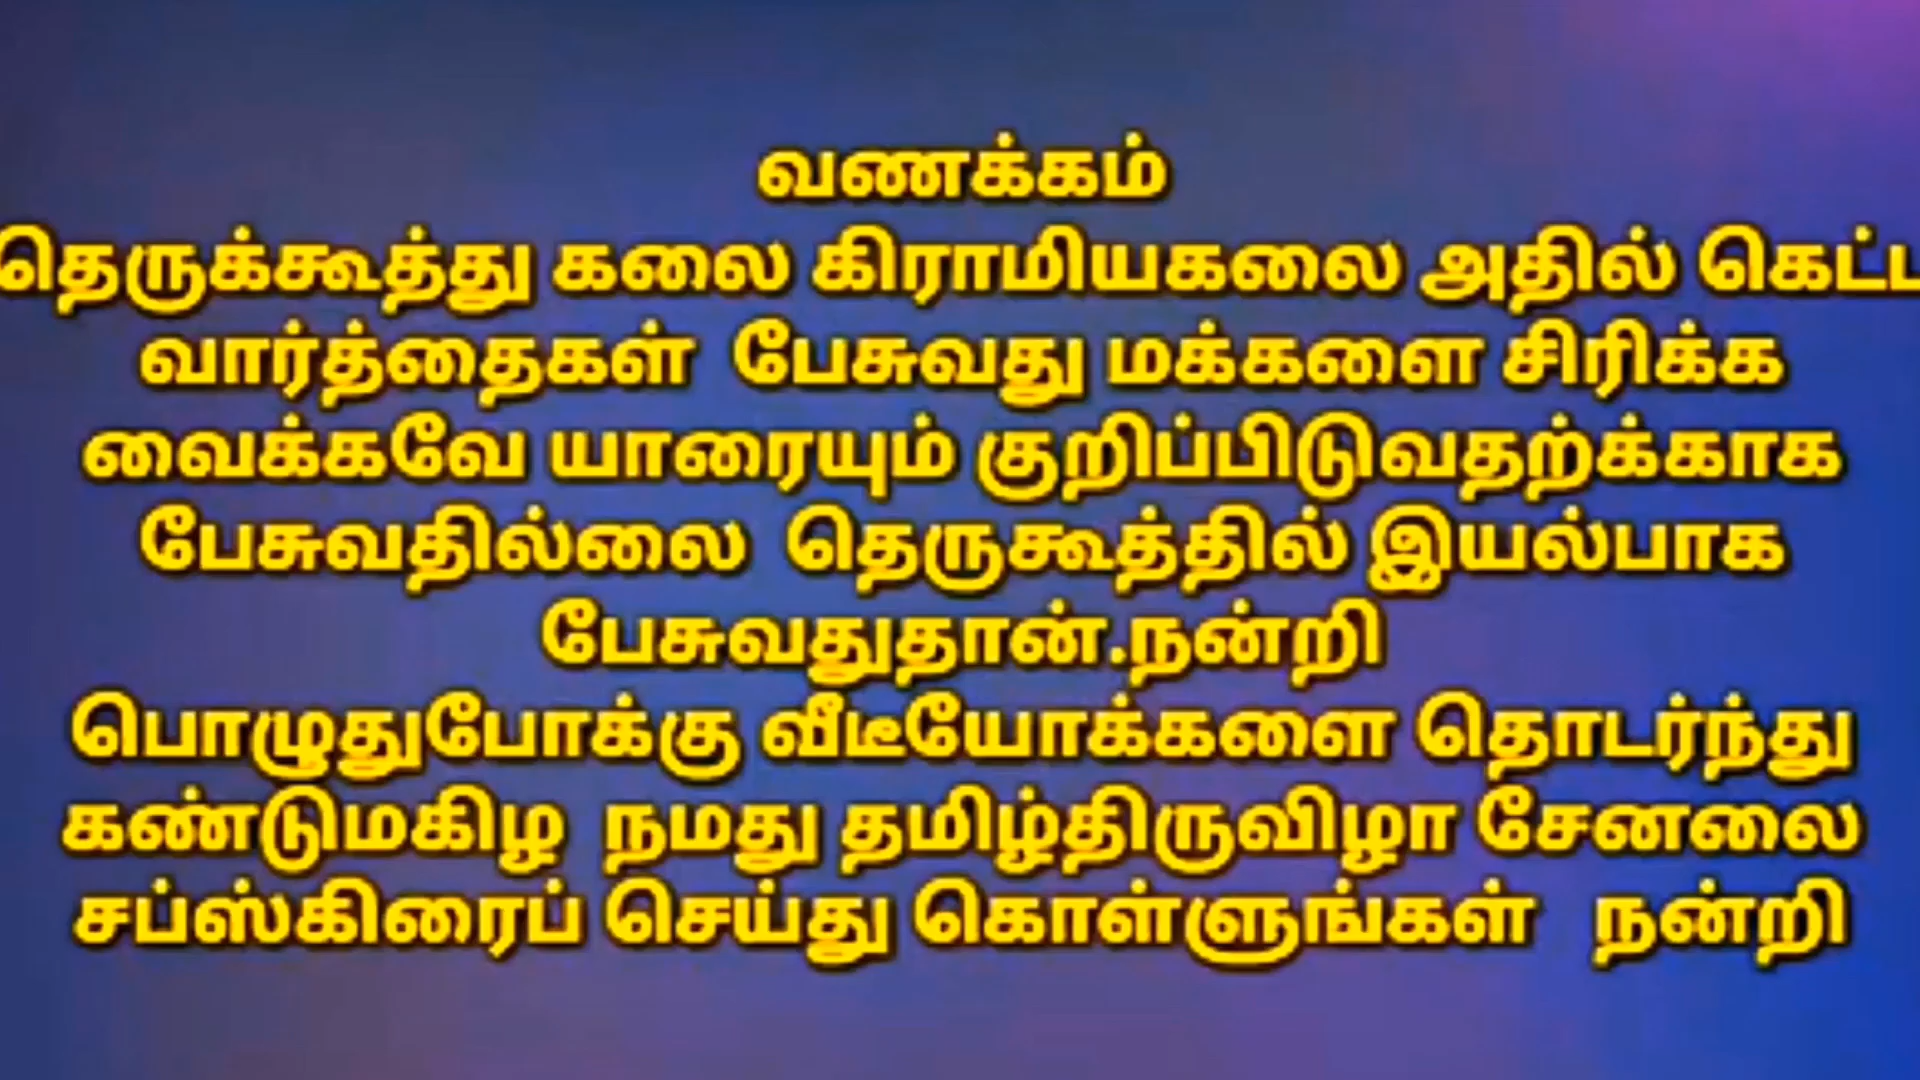 வணக்கம்
தெருக்கூத்து கலை கிராமியகலை அதில் கெட்ட
வார்த்தைகள் பேசுவது மக்களை சிரிக்க
வைக்கவே யாரையும் குறிப்பிடுவதற்க்காக
பேசுவதில்லை தெருகூத்தில் இயல்பாக
பேசுவதுதான்.நன்றி
பொழுதுபோக்கு வீடீயோக்களை தொடர்ந்து
கண்டுமகிழ நமது தமிழ்திருவிழா சேனலை
சப்ஸ்கிரைப் செய்து கொள்ளுங்கள் நன்றி